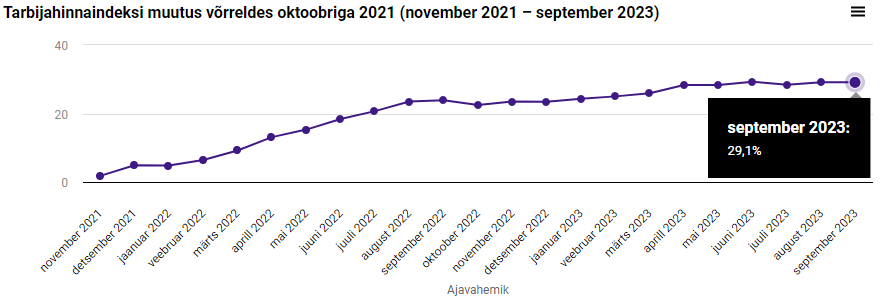 Tarbijahinnaindeksi muutus võrreldes oktoobriga 2021 (november 2021 – september 2023)
40
20
0
september 2023:
29,1%
november 2021
detsember 2021
jaanuar 2022
veebruar 2022
märts 2022
aprill 2022
mai 2022
juuni 2022
juuli 2022
august 2022
september 2022
oktoober 2022
november 2022
detsember 2022
jaanuar 2023
veebruar 2023
märts 2023
aprill 2023
mai 2023
juuni 2023
juuli 2023
august 2023
september 2023
Ajavahemik